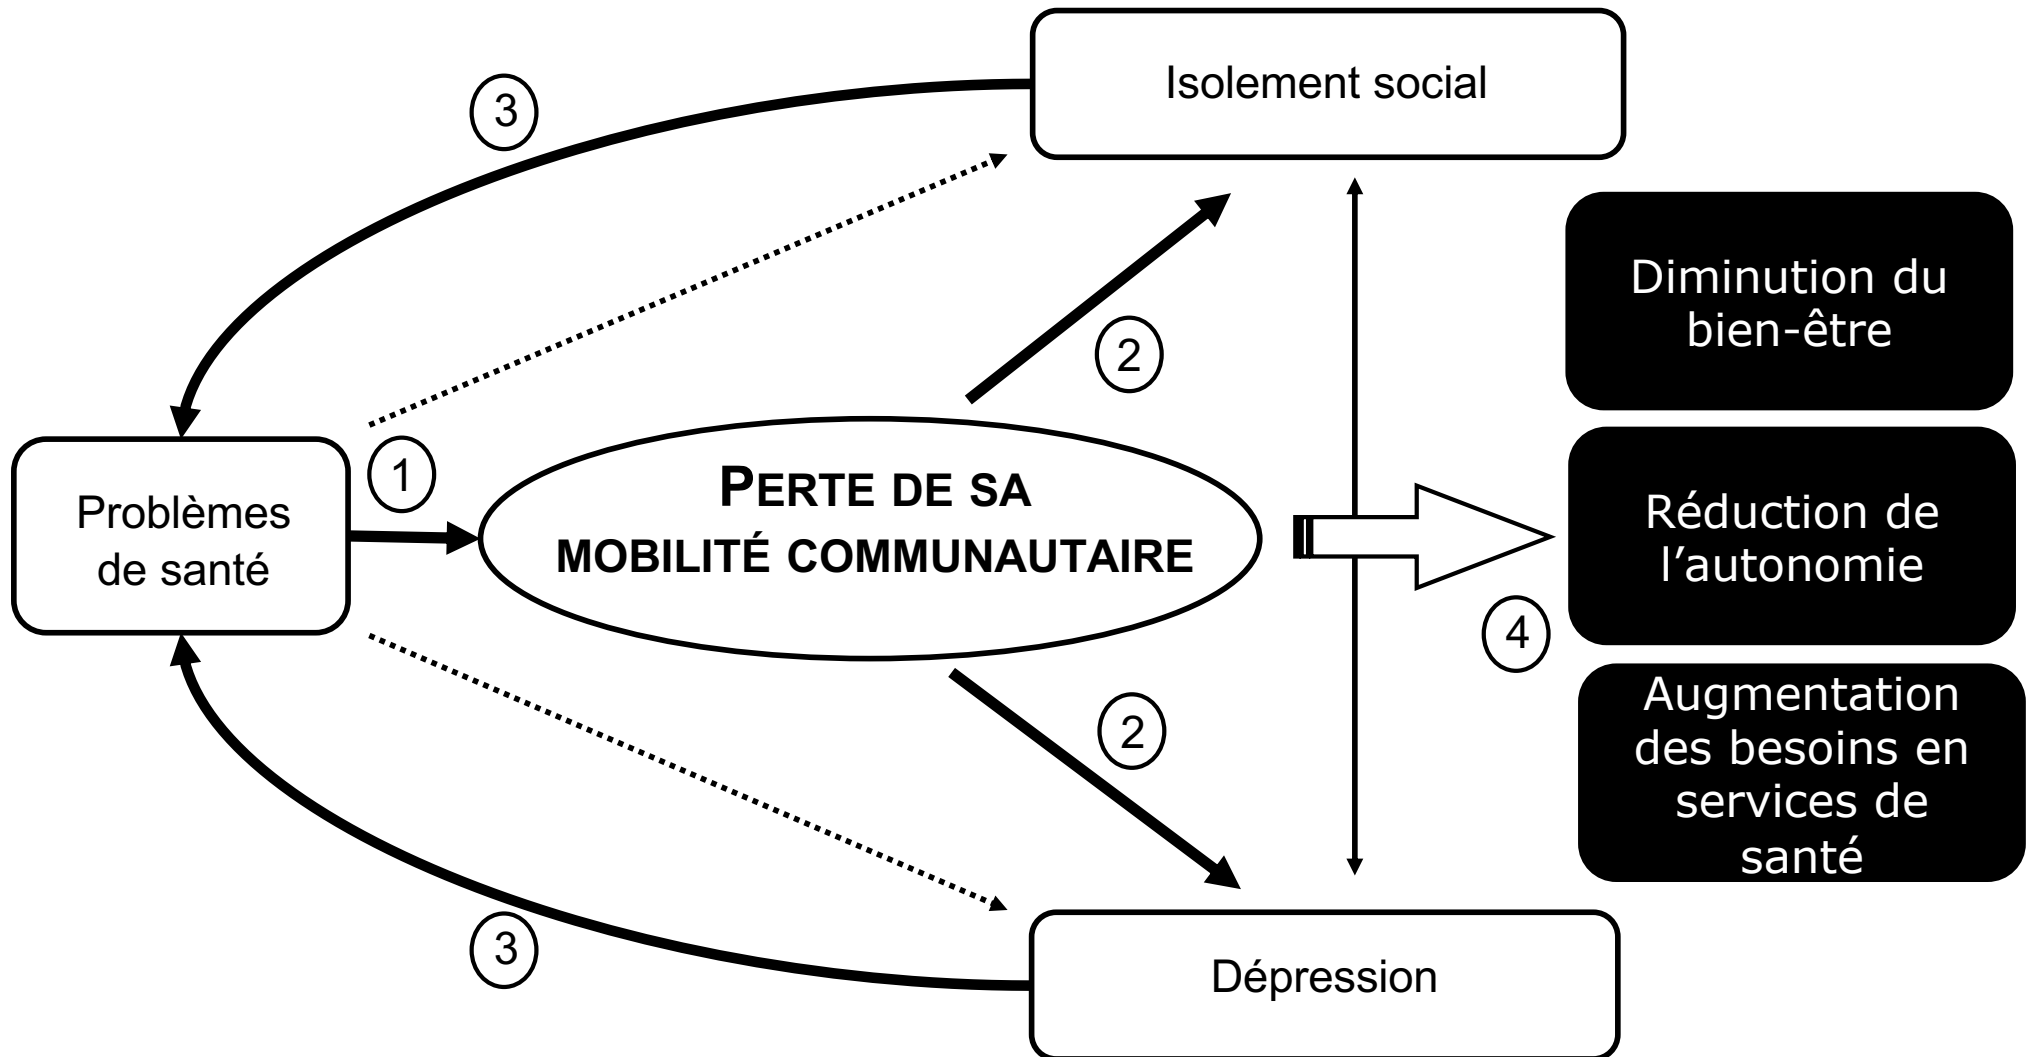 Isolement social
3
Diminution du
bien-être
2
1
Problèmes
de santé
PERTE DE SA
MOBILITÉ COMMUNAUTAIRE
Réduction de
l’autonomie
4
2
Augmentation
des besoins en
services de
santé
3
Dépression